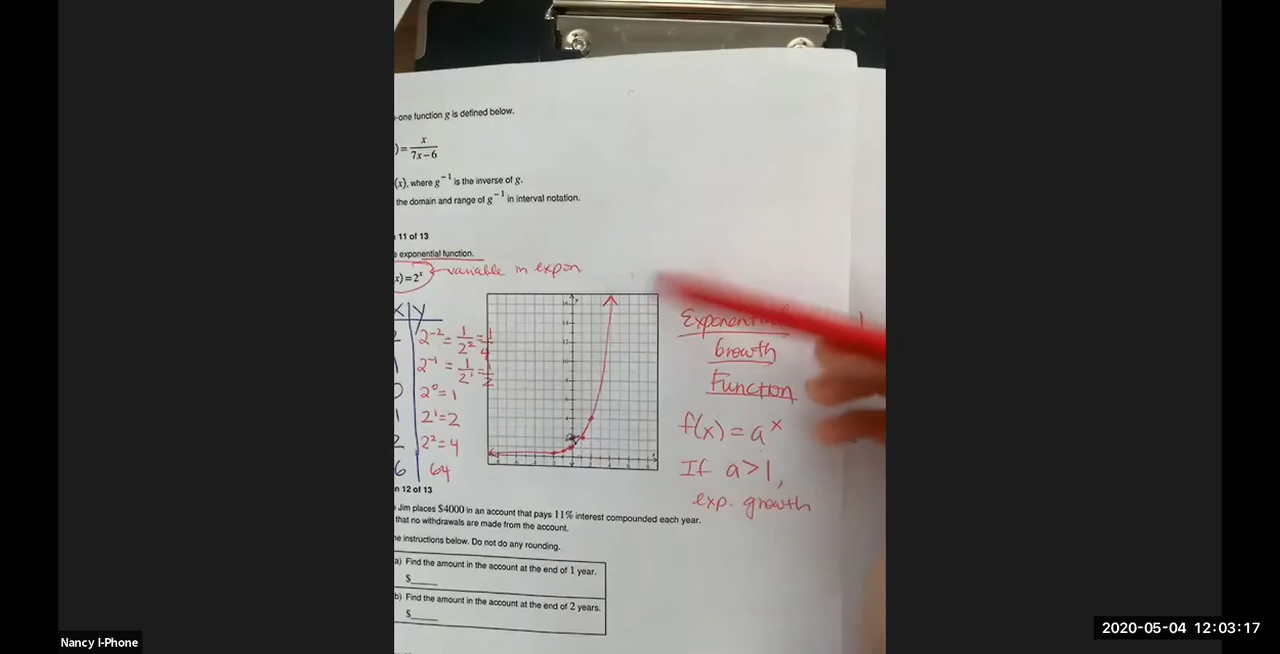 -one function g is defined below.
)= x/(7x-6)
(x), where g⁻¹ is the inverse of g.
the domain and range of g⁻¹ in interval notation.
11 of 13
exponential function.
x)=2ˣ variable in expon
x | y
2⁻² = 1/2² = 1/4
2⁻¹ = 1/2¹ = 1/2
0 2⁰=1
1 2¹=2
2 2²=4
6 64
Growth
Function
f(x)=aˣ
If a>1,
exp. growth
n 12 of 13
Jim places $4000 in an account that pays 11% interest compounded each year.
that no withdrawals are made from the account.
he instructions below. Do not do any rounding.
a) Find the amount in the account at the end of 1 year.
$____
b) Find the amount in the account at the end of 2 years.
$____
Nancy I-Phone
2020-05-04 12:03:17